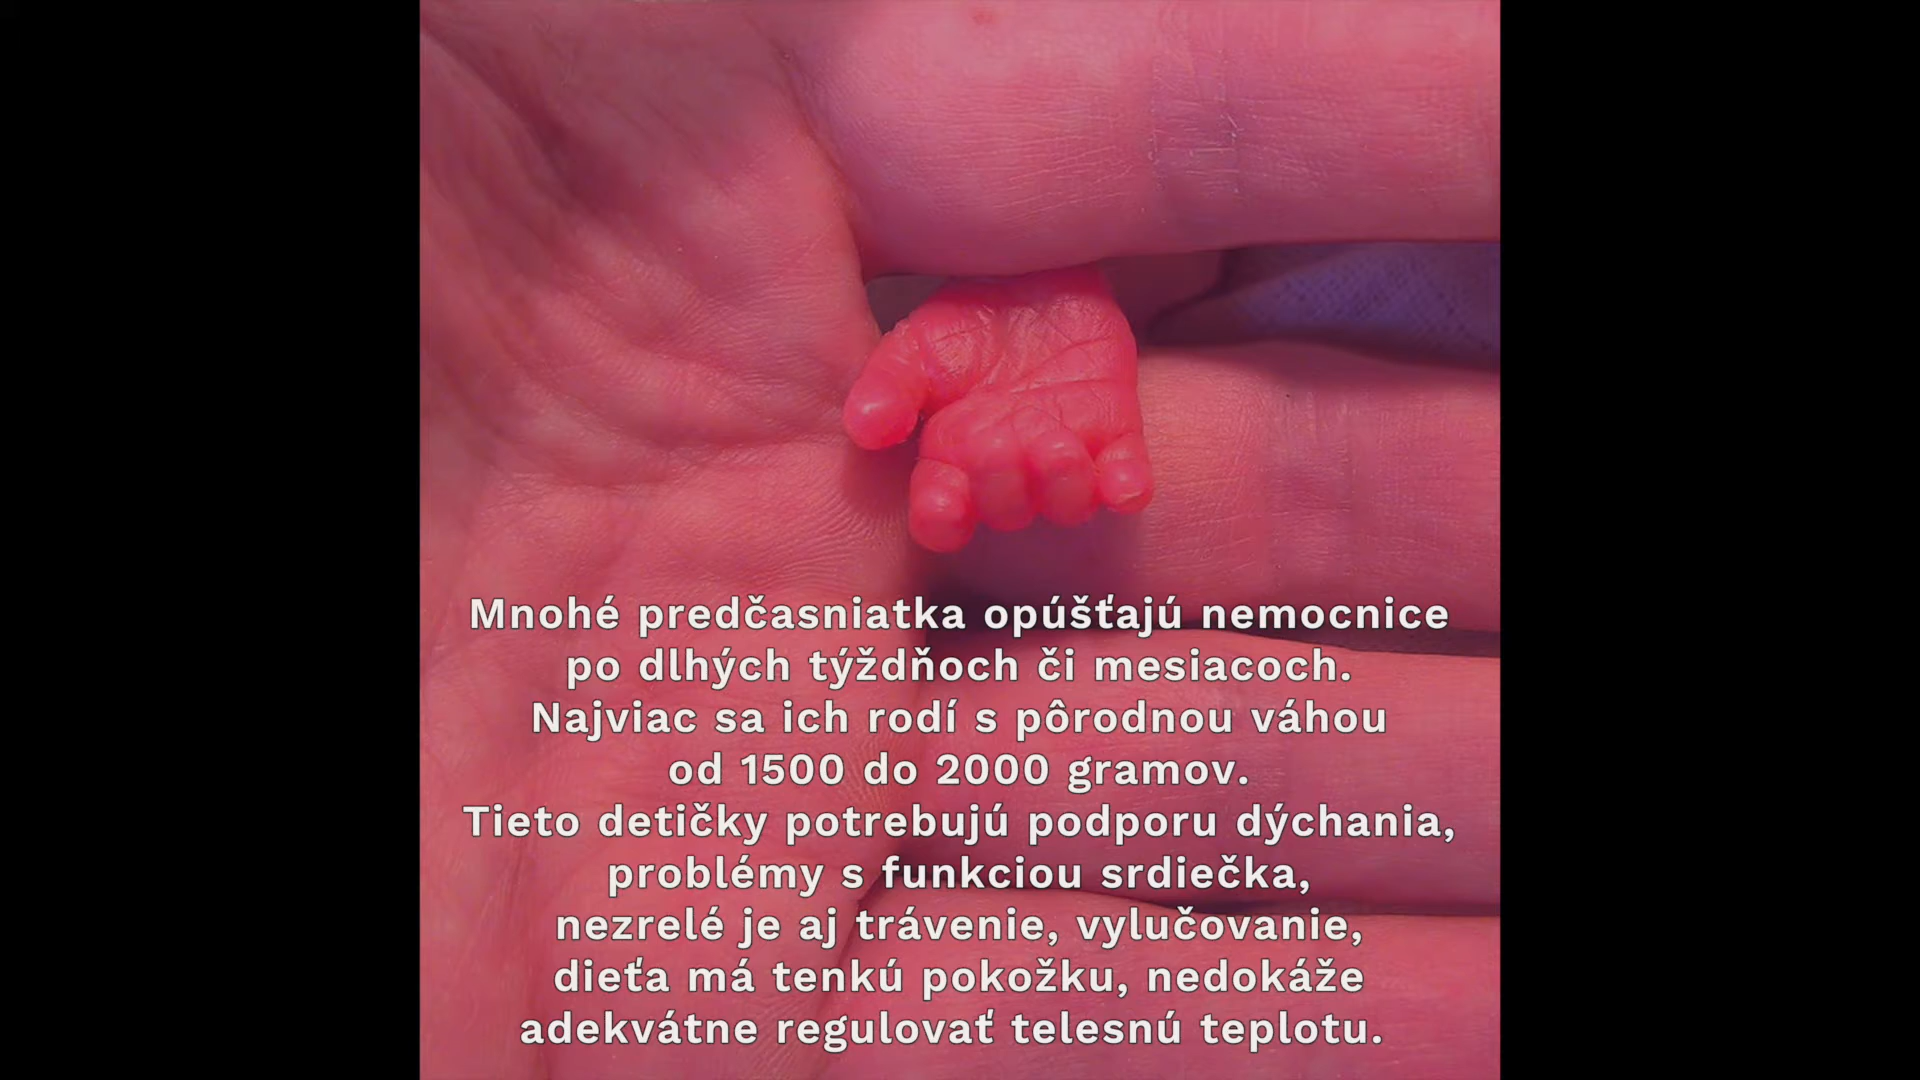 Mnohé predčasniatka opúšťajú nemocnice
po dlhých týždňoch či mesiacoch.
Najviac sa ich rodí s pôrodnou váhou
od 1500 do 2000 gramov.
Tieto detičky potrebujú podporu dýchania,
problémy s funkciou srdiečka,
nezrelé je aj trávenie, vylučovanie,
dieťa má tenkú pokožku, nedokáže
adekvátne regulovať telesnú teplotu.